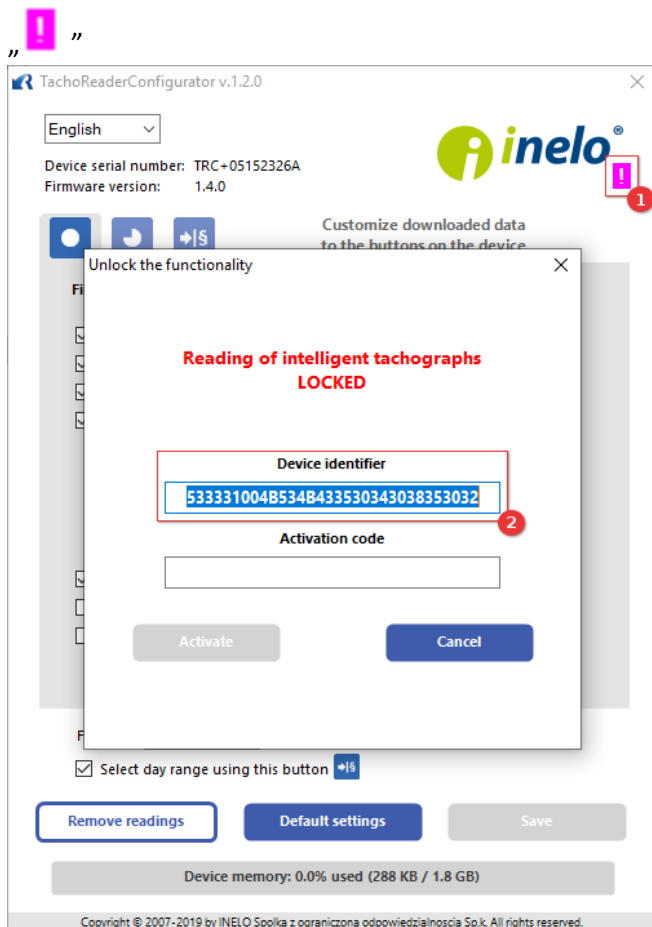 „ ! ”
TachoReaderConfigurator v.1.2.0
English
inelo®
Device serial number: TRC+05152326A
Firmware version: 1.4.0
!
1
Customize downloaded data
to the buttons on the device
Unlock the functionality
Fi
Reading of intelligent tachographs
LOCKED
Device identifier
533331004B534B433530343038353032
2
Activation code
Activate
Cancel
F
Select day range using this button
Remove readings
Default settings
Save
Device memory: 0.0% used (288 KB / 1.8 GB)
Copyright © 2007-2019 by INELO Spolka z ograniczona odpowiedzialnoscia Sp.k. All rights reserved.